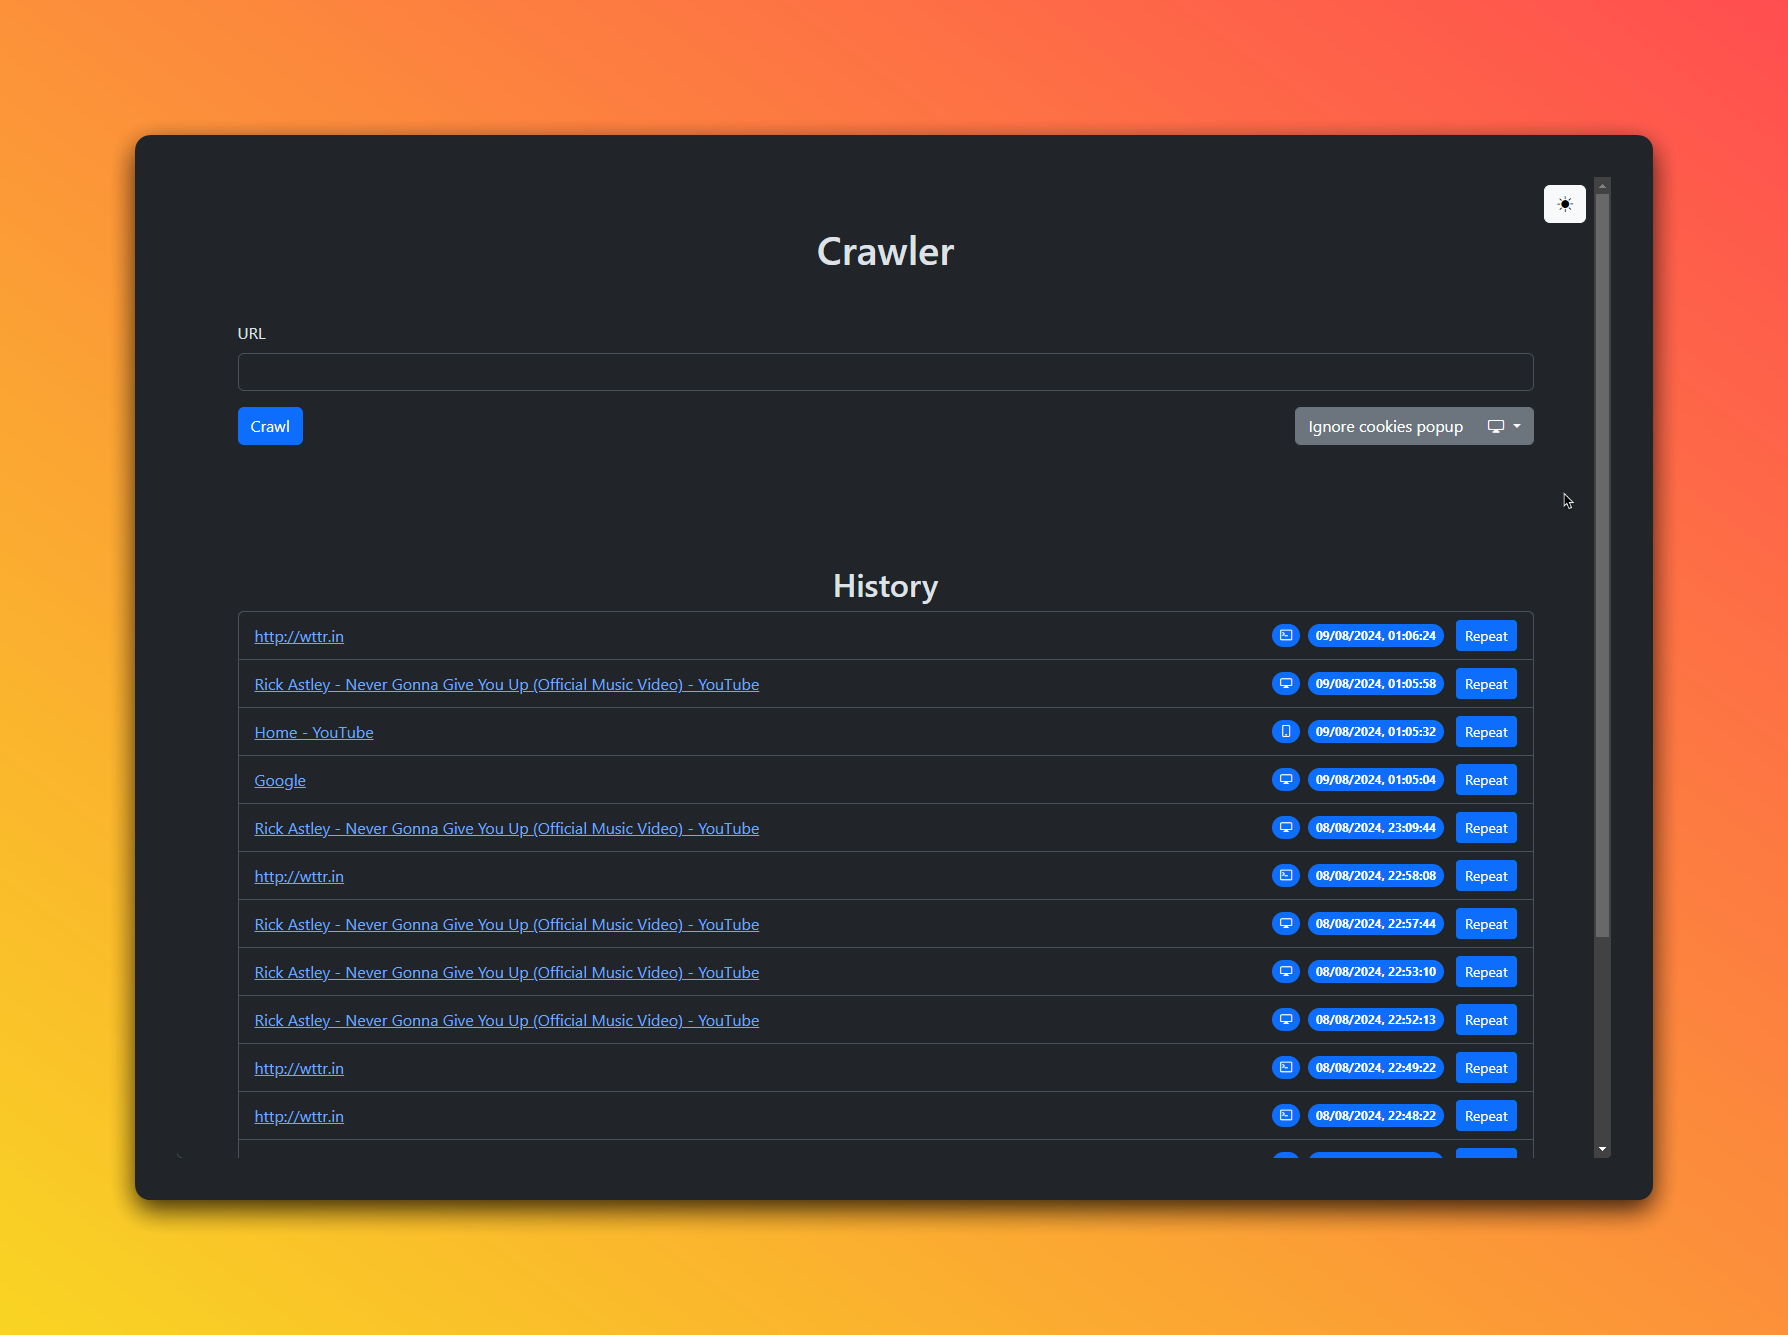 Crawler
URL
Crawl
Ignore cookies popup
History
http://wttr.in 09/08/2024, 01:06:24 Repeat
Rick Astley - Never Gonna Give You Up (Official Music Video) - YouTube 09/08/2024, 01:05:58 Repeat
Home - YouTube 09/08/2024, 01:05:32 Repeat
Google 09/08/2024, 01:05:04 Repeat
Rick Astley - Never Gonna Give You Up (Official Music Video) - YouTube 08/08/2024, 23:09:44 Repeat
http://wttr.in 08/08/2024, 22:58:08 Repeat
Rick Astley - Never Gonna Give You Up (Official Music Video) - YouTube 08/08/2024, 22:57:44 Repeat
Rick Astley - Never Gonna Give You Up (Official Music Video) - YouTube 08/08/2024, 22:53:10 Repeat
Rick Astley - Never Gonna Give You Up (Official Music Video) - YouTube 08/08/2024, 22:52:13 Repeat
http://wttr.in 08/08/2024, 22:49:22 Repeat
http://wttr.in 08/08/2024, 22:48:22 Repeat